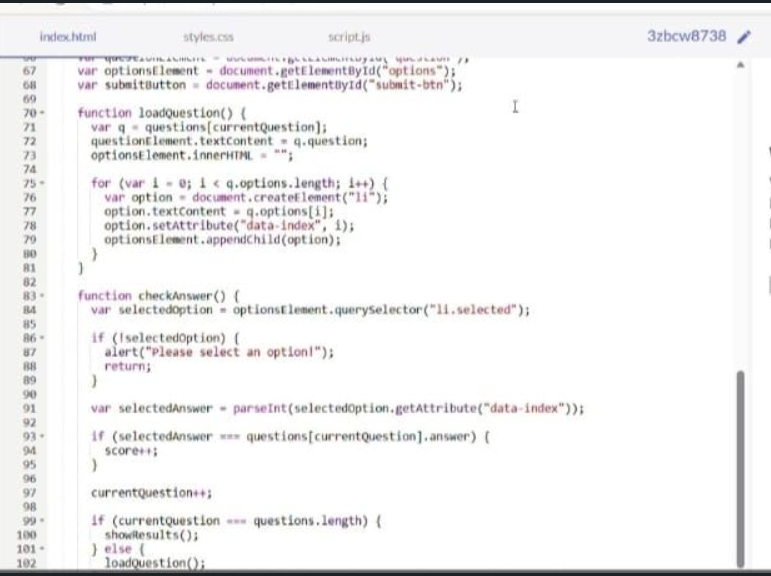 index.html
styles.css
script.js
3zbcw8738
67 var optionsElement = document.getElementById("options");
68 var submitButton = document.getElementById("submit-btn");
69
70 function loadQuestion() {
71 var q = questions[currentQuestion];
72 questionElement.textContent = q.question;
73 optionsElement.innerHTML = "";
74
75 for (var i = 0; i < q.options.length; i++) {
76 var option = document.createElement("li");
77 option.textContent = q.options[i];
78 option.setAttribute("data-index", i);
79 optionsElement.appendChild(option);
80 }
81 }
82
83 function checkAnswer() {
84 var selectedOption = optionsElement.querySelector("li.selected");
85
86 if (!selectedOption) {
87 alert("Please select an option!");
88 return;
89 }
90
91 var selectedAnswer = parseInt(selectedOption.getAttribute("data-index"));
92
93 if (selectedAnswer === questions[currentQuestion].answer) {
94 score++;
95 }
96
97 currentQuestion++;
98
99 if (currentQuestion === questions.length) {
100 showResults();
101 } else {
102 loadQuestion();